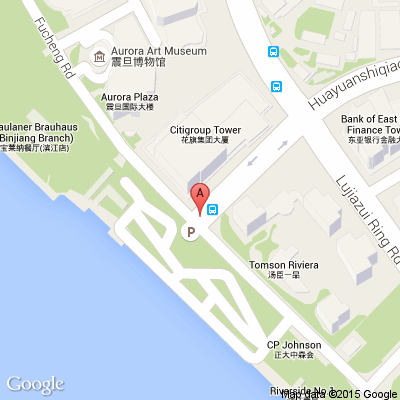 Fucheng Rd
Aurora Art Museum
震旦博物馆
Aurora Plaza
震旦国际大楼
Huayuanshiqiao
Citigroup Tower
花旗集团大厦
Bank of East
Finance Tow
东亚银行金融大
aulaner Brauhaus
(Binjiang Branch)
宝莱纳餐厅(滨江店)
A
P
Lujiazui Ring Rd
Tomson Riviera
汤臣一品
CP Johnson
正大中森会
Riverside No 1
Google
Map data ©2015 Google